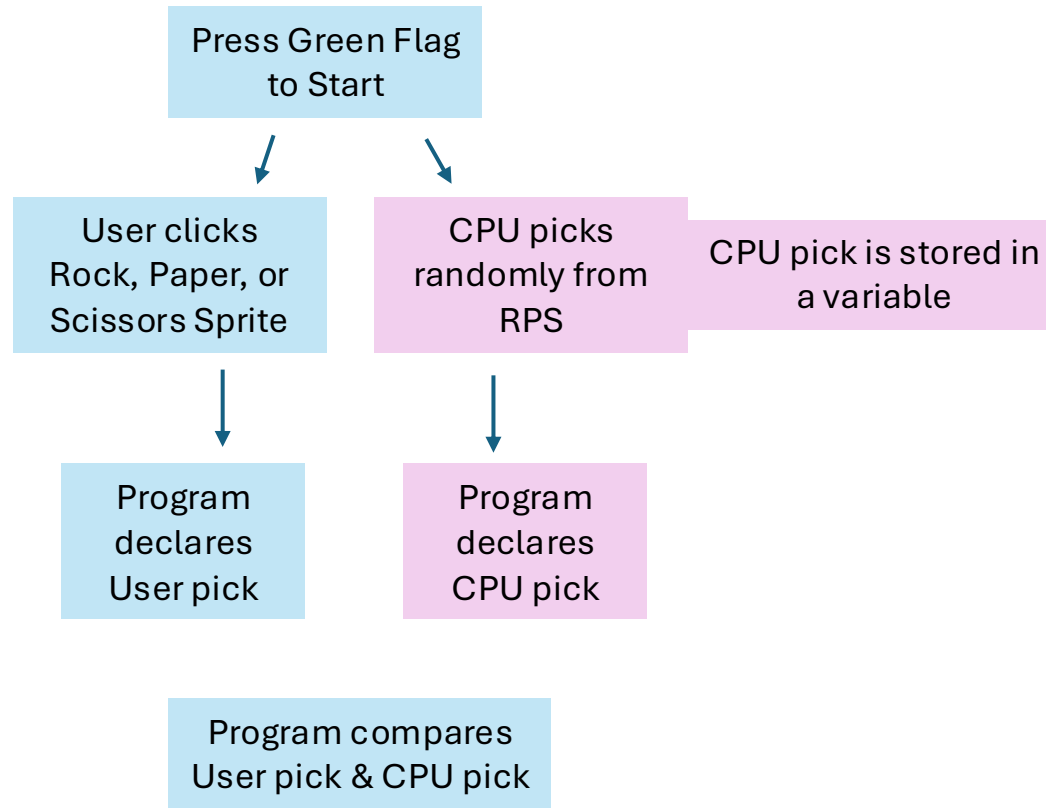 Press Green Flag
to Start
User clicks
Rock, Paper, or
Scissors Sprite
CPU picks
randomly from
RPS
CPU pick is stored in
a variable
Program
declares
User pick
Program
declares
CPU pick
Program compares
User pick & CPU pick